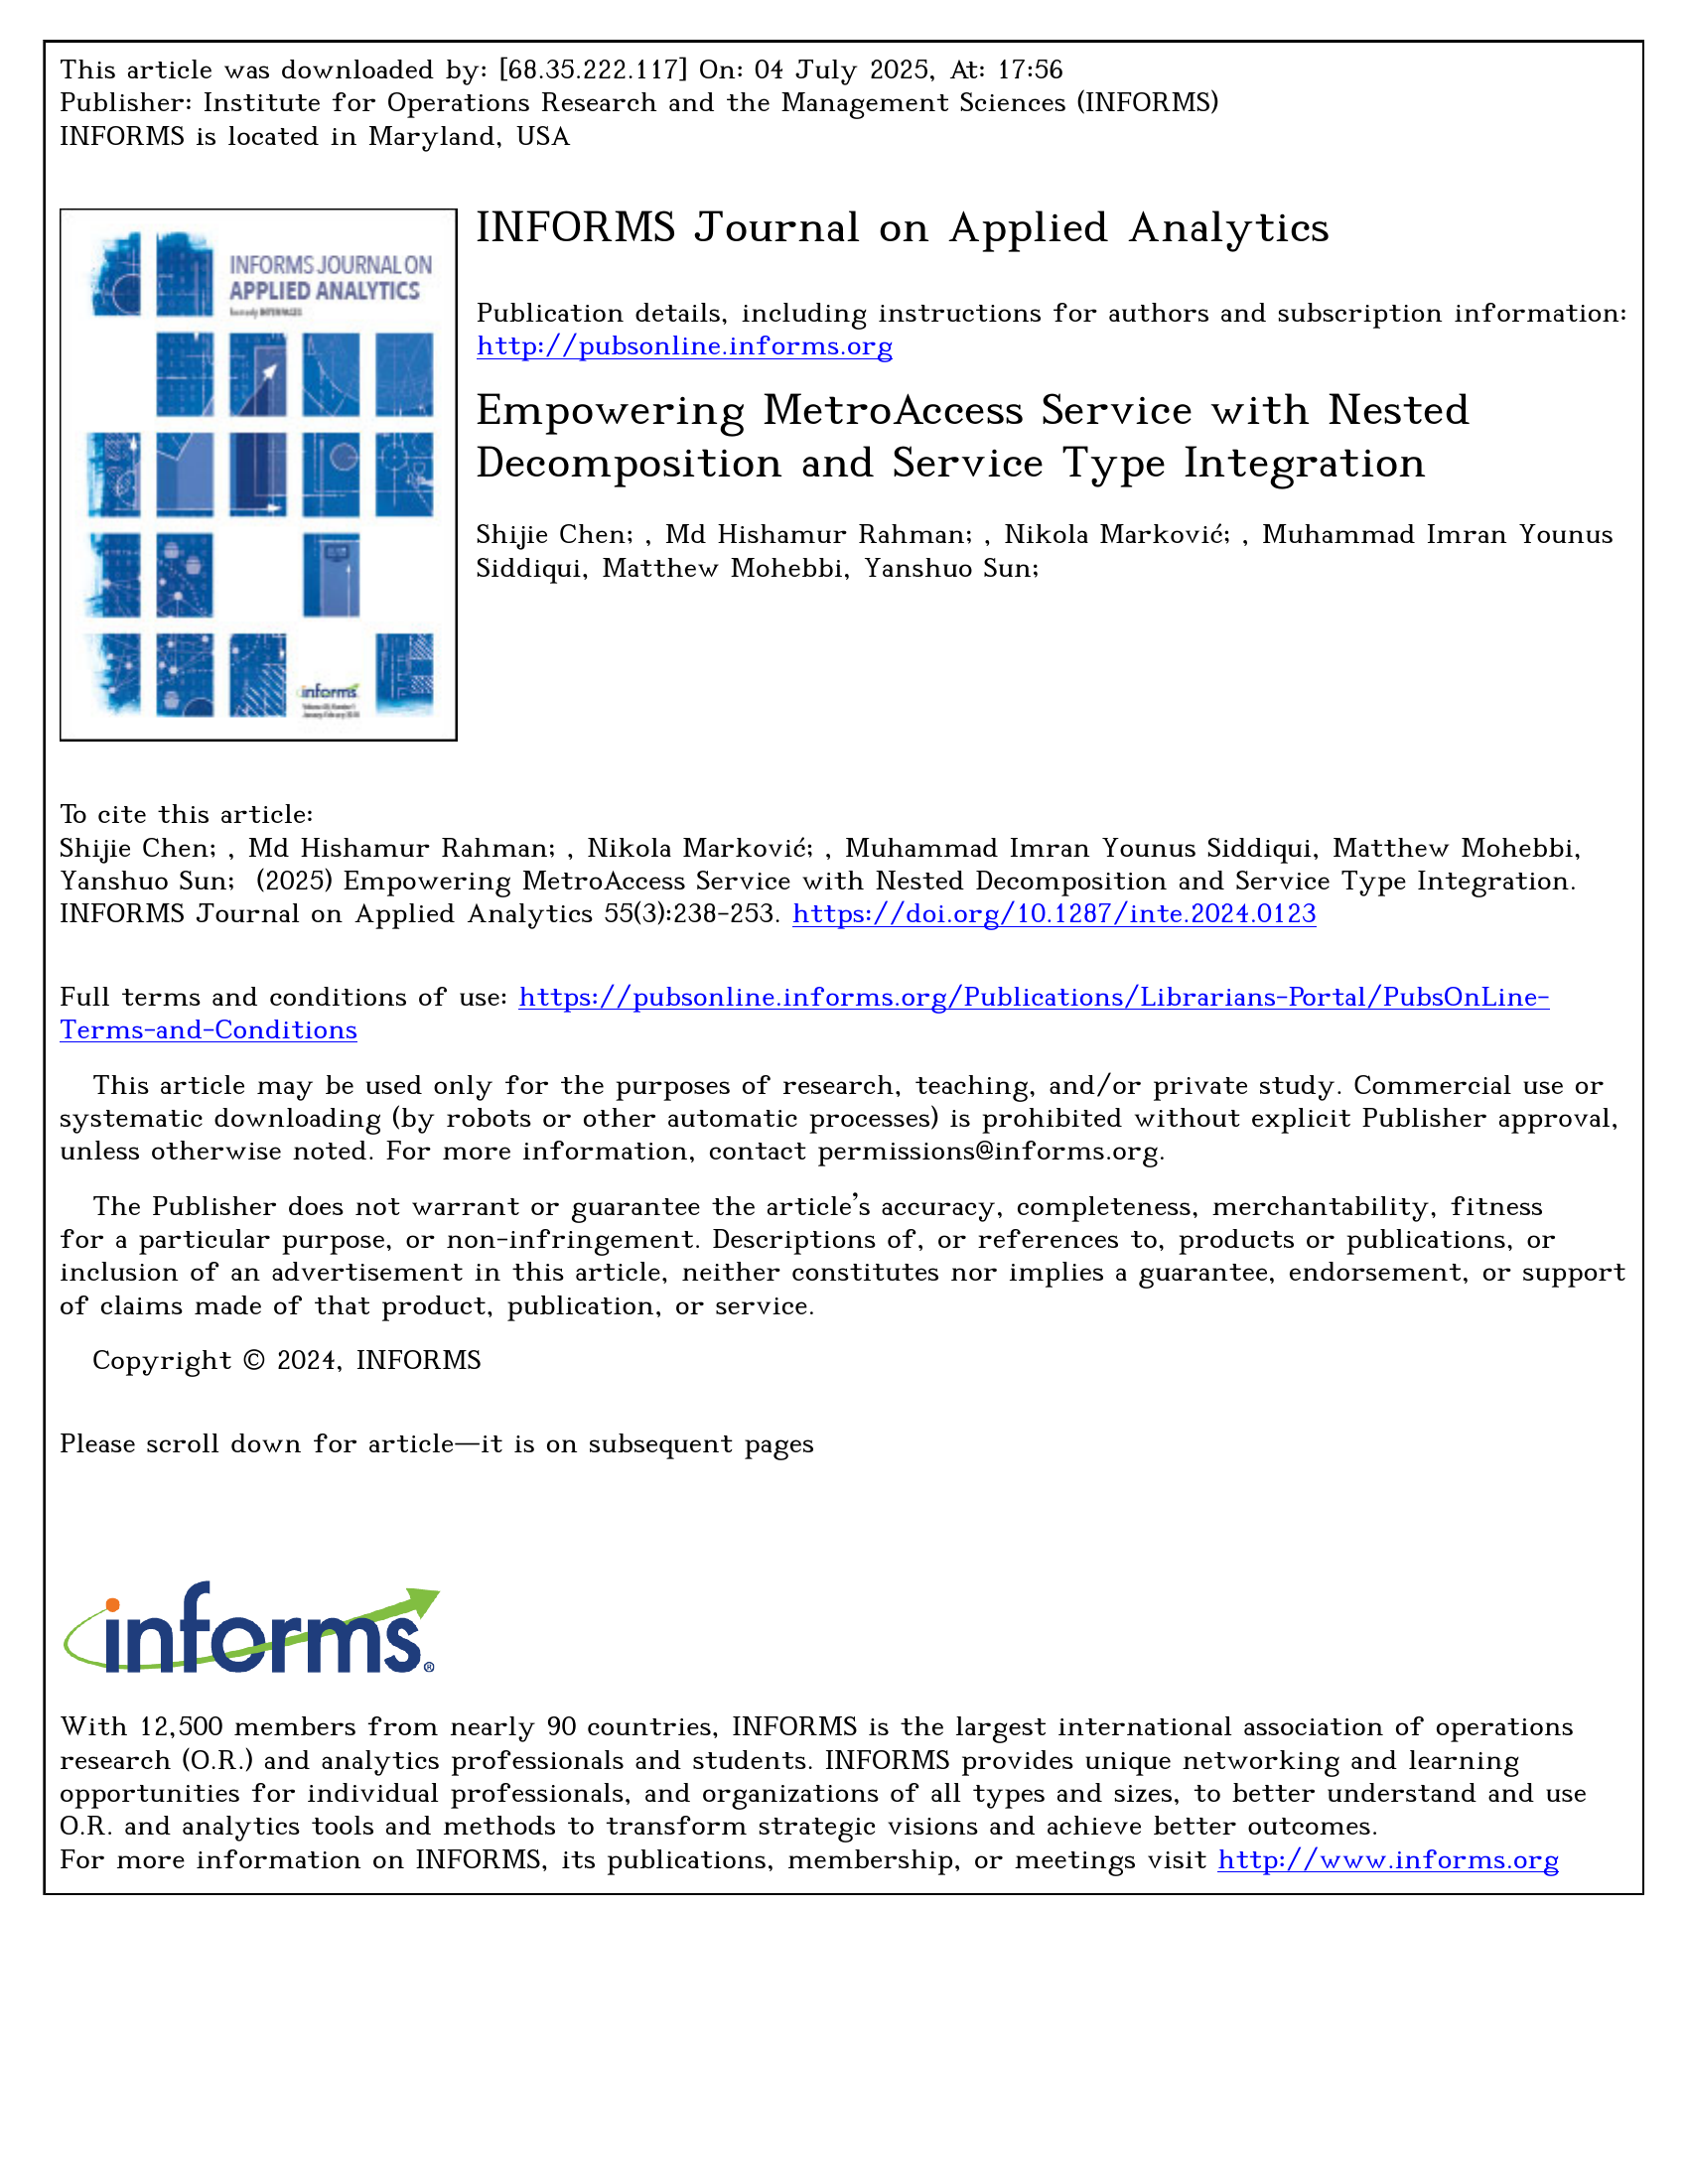 This article was downloaded by: [68.35.222.117] On: 04 July 2025, At: 17:56
Publisher: Institute for Operations Research and the Management Sciences (INFORMS)
INFORMS is located in Maryland, USA
INFORMS JOURNAL ON
APPLIED ANALYTICS
formerly INTERFACES
informs
INFORMS Journal on Applied Analytics
Publication details, including instructions for authors and subscription information:
http://pubsonline.informs.org
Empowering MetroAccess Service with Nested
Decomposition and Service Type Integration
Shijie Chen; , Md Hishamur Rahman; , Nikola Marković; , Muhammad Imran Younus
Siddiqui, Matthew Mohebbi, Yanshuo Sun;
To cite this article:
Shijie Chen; , Md Hishamur Rahman; , Nikola Marković; , Muhammad Imran Younus Siddiqui, Matthew Mohebbi,
Yanshuo Sun;  (2025) Empowering MetroAccess Service with Nested Decomposition and Service Type Integration.
INFORMS Journal on Applied Analytics 55(3):238-253. https://doi.org/10.1287/inte.2024.0123
Full terms and conditions of use: https://pubsonline.informs.org/Publications/Librarians-Portal/PubsOnLine-
Terms-and-Conditions
This article may be used only for the purposes of research, teaching, and/or private study. Commercial use or
systematic downloading (by robots or other automatic processes) is prohibited without explicit Publisher approval,
unless otherwise noted. For more information, contact permissions@informs.org.
The Publisher does not warrant or guarantee the article’s accuracy, completeness, merchantability, fitness
for a particular purpose, or non-infringement. Descriptions of, or references to, products or publications, or
inclusion of an advertisement in this article, neither constitutes nor implies a guarantee, endorsement, or support
of claims made of that product, publication, or service.
Copyright © 2024, INFORMS
Please scroll down for article—it is on subsequent pages
informs®
With 12,500 members from nearly 90 countries, INFORMS is the largest international association of operations
research (O.R.) and analytics professionals and students. INFORMS provides unique networking and learning
opportunities for individual professionals, and organizations of all types and sizes, to better understand and use
O.R. and analytics tools and methods to transform strategic visions and achieve better outcomes.
For more information on INFORMS, its publications, membership, or meetings visit http://www.informs.org